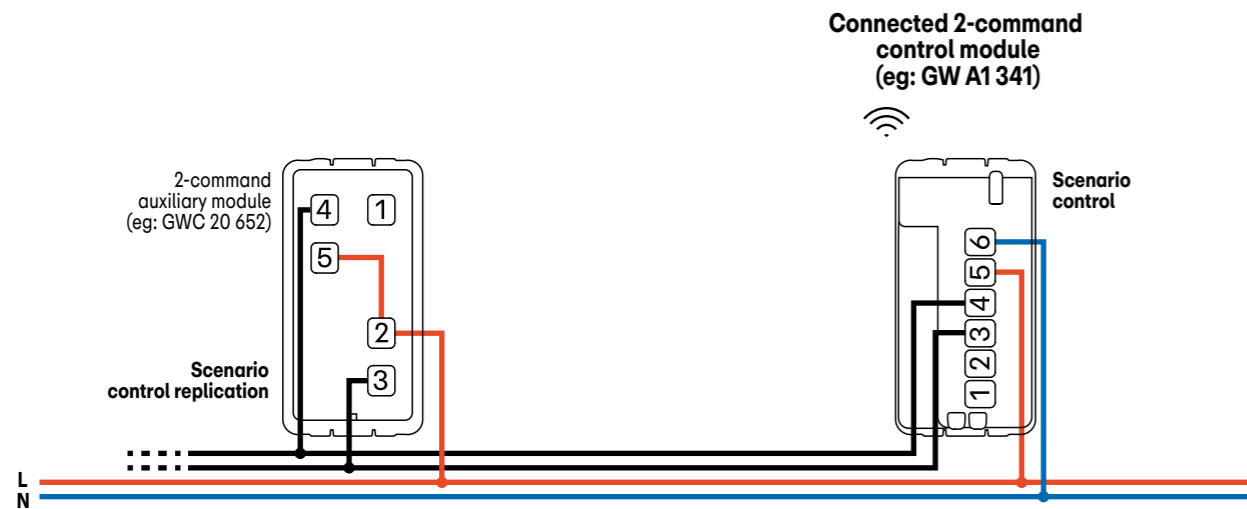 Connected 2-command
control module
(eg: GW A1 341)
2-command
auxiliary module
(eg: GWC 20 652)
4
1
5
2
3
Scenario
control replication
Scenario
control
6
5
4
3
2
1
L
N